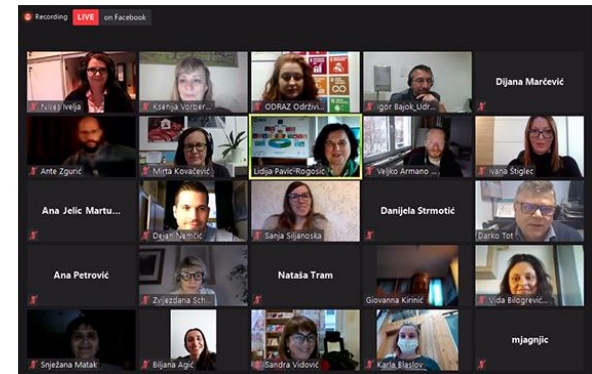 Recording LIVE on Facebook
Nives Ivelja
Ksenija Vorber...
ODRAZ Održivi...
Igor Bajok_Udr...
Dijana Marčević
Ante Zgurić
Mirta Kovačević
Lidija Pavić-Rogošić
Veljko Armano ...
Ivana Štiglec
Ana Jelic Martu...
Dejan Nemčić
Sanja Siljanoska
Danijela Strmotić
Darko Tot
Ana Petrović
Zvjezdana Sch...
Nataša Tram
Giovanna Kirinić
Vida Bilogrević...
Snježana Matak
Biljana Agić
Sandra Vidović
Karla Blaslov
mjagnjic